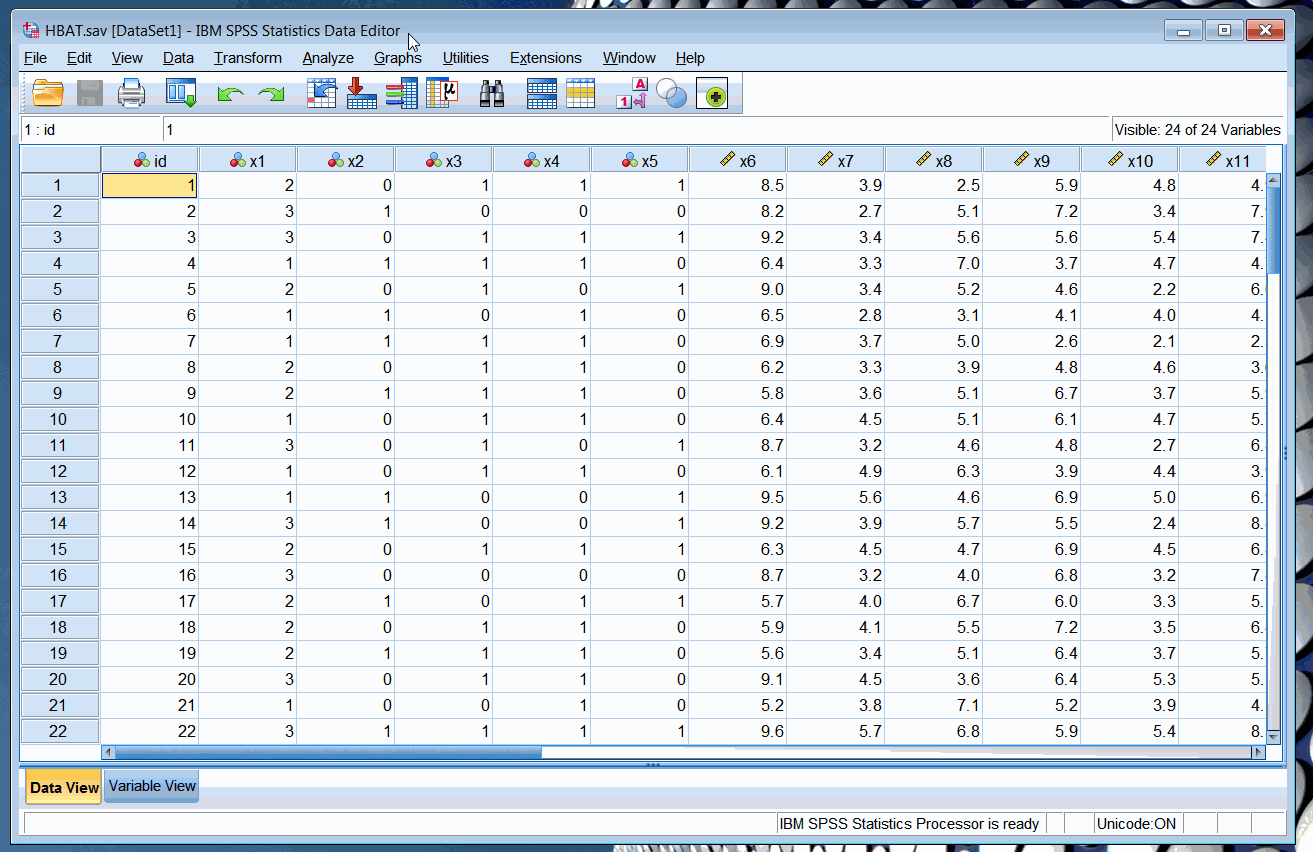 HBAT.sav [DataSet1] - IBM SPSS Statistics Data Editor
File Edit View Data Transform Analyze Graphs Utilities Extensions Window Help
1 : id 1 Visible: 24 of 24 Variables
id x1 x2 x3 x4 x5 x6 x7 x8 x9 x10 x11
1 1 2 0 1 1 1 8.5 3.9 2.5 5.9 4.8 4.
2 2 3 1 0 0 0 8.2 2.7 5.1 7.2 3.4 7.
3 3 3 0 1 1 1 9.2 3.4 5.6 5.6 5.4 7.
4 4 1 1 1 1 0 6.4 3.3 7.0 3.7 4.7 4.
5 5 2 0 1 0 1 9.0 3.4 5.2 4.6 2.2 6.
6 6 1 1 0 1 0 6.5 2.8 3.1 4.1 4.0 4.
7 7 1 1 1 1 0 6.9 3.7 5.0 2.6 2.1 2.
8 8 2 0 1 1 0 6.2 3.3 3.9 4.8 4.6 3.
9 9 2 1 1 1 0 5.8 3.6 5.1 6.7 3.7 5.
10 10 1 0 1 1 0 6.4 4.5 5.1 6.1 4.7 5.
11 11 3 0 1 0 1 8.7 3.2 4.6 4.8 2.7 6.
12 12 1 0 1 1 0 6.1 4.9 6.3 3.9 4.4 3.
13 13 1 1 0 0 1 9.5 5.6 4.6 6.9 5.0 6.
14 14 3 1 0 0 1 9.2 3.9 5.7 5.5 2.4 8.
15 15 2 0 1 1 1 6.3 4.5 4.7 6.9 4.5 6.
16 16 3 0 0 0 0 8.7 3.2 4.0 6.8 3.2 7.
17 17 2 1 0 1 1 5.7 4.0 6.7 6.0 3.3 5.
18 18 2 0 1 1 0 5.9 4.1 5.5 7.2 3.5 6.
19 19 2 1 1 1 0 5.6 3.4 5.1 6.4 3.7 5.
20 20 3 0 1 1 0 9.1 4.5 3.6 6.4 5.3 5.
21 21 1 0 0 1 0 5.2 3.8 7.1 5.2 3.9 4.
22 22 3 1 1 1 1 9.6 5.7 6.8 5.9 5.4 8.
Data View Variable View
IBM SPSS Statistics Processor is ready Unicode:ON